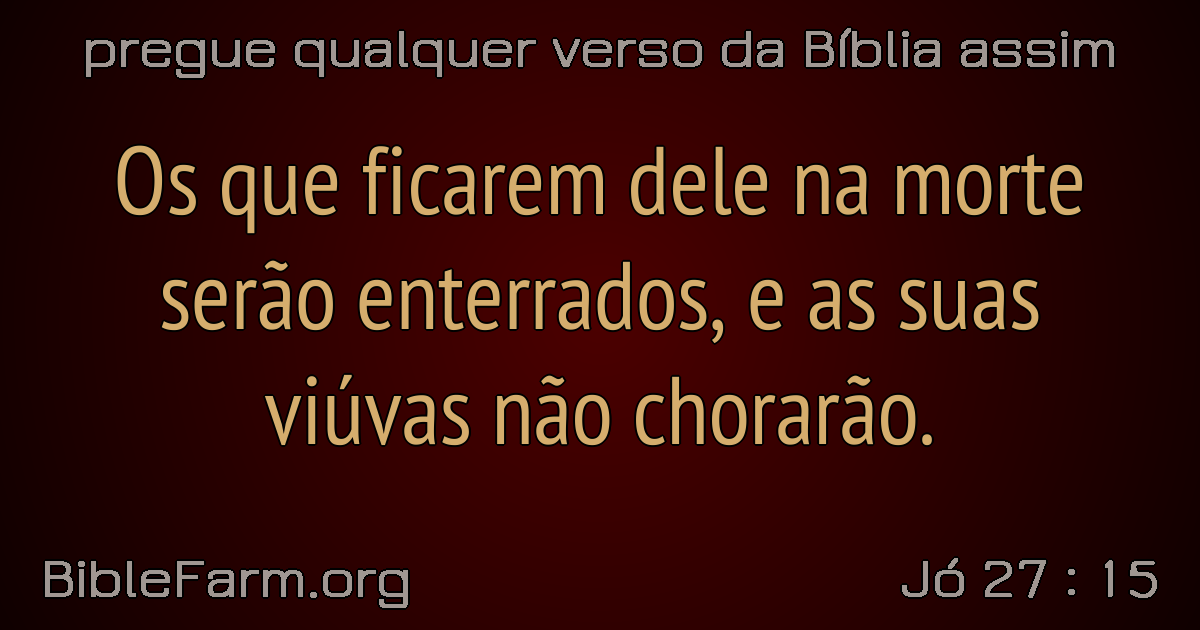 pregue qualquer verso da Bíblia assim
Os que ficarem dele na morte
serão enterrados, e as suas
viúvas não chorarão.
BibleFarm.org
Jó 27 : 15